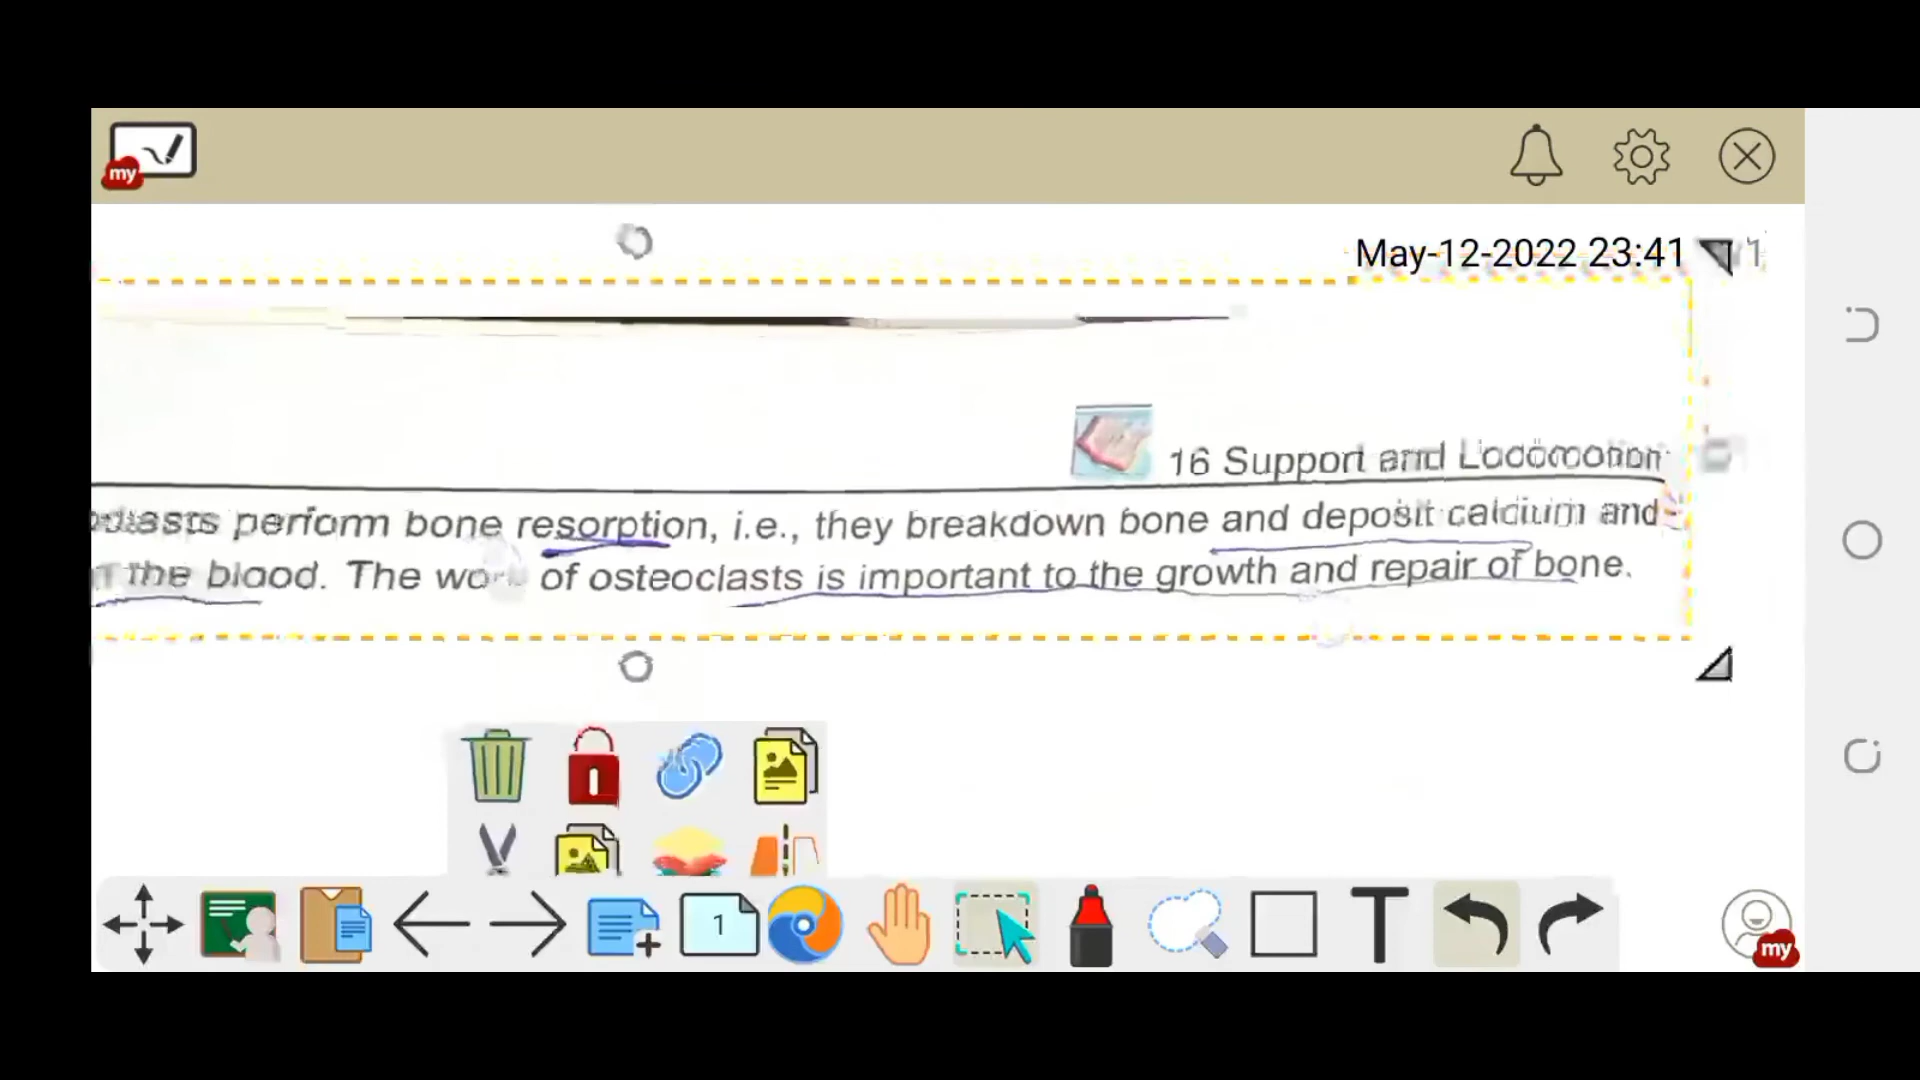 my
May-12-2022 23:41
16 Support and Locomotion
perform bone resorption, i.e., they breakdown bone and deposit calcium and
the blood. The work of osteoclasts is important to the growth and repair of bone.
1
T
my